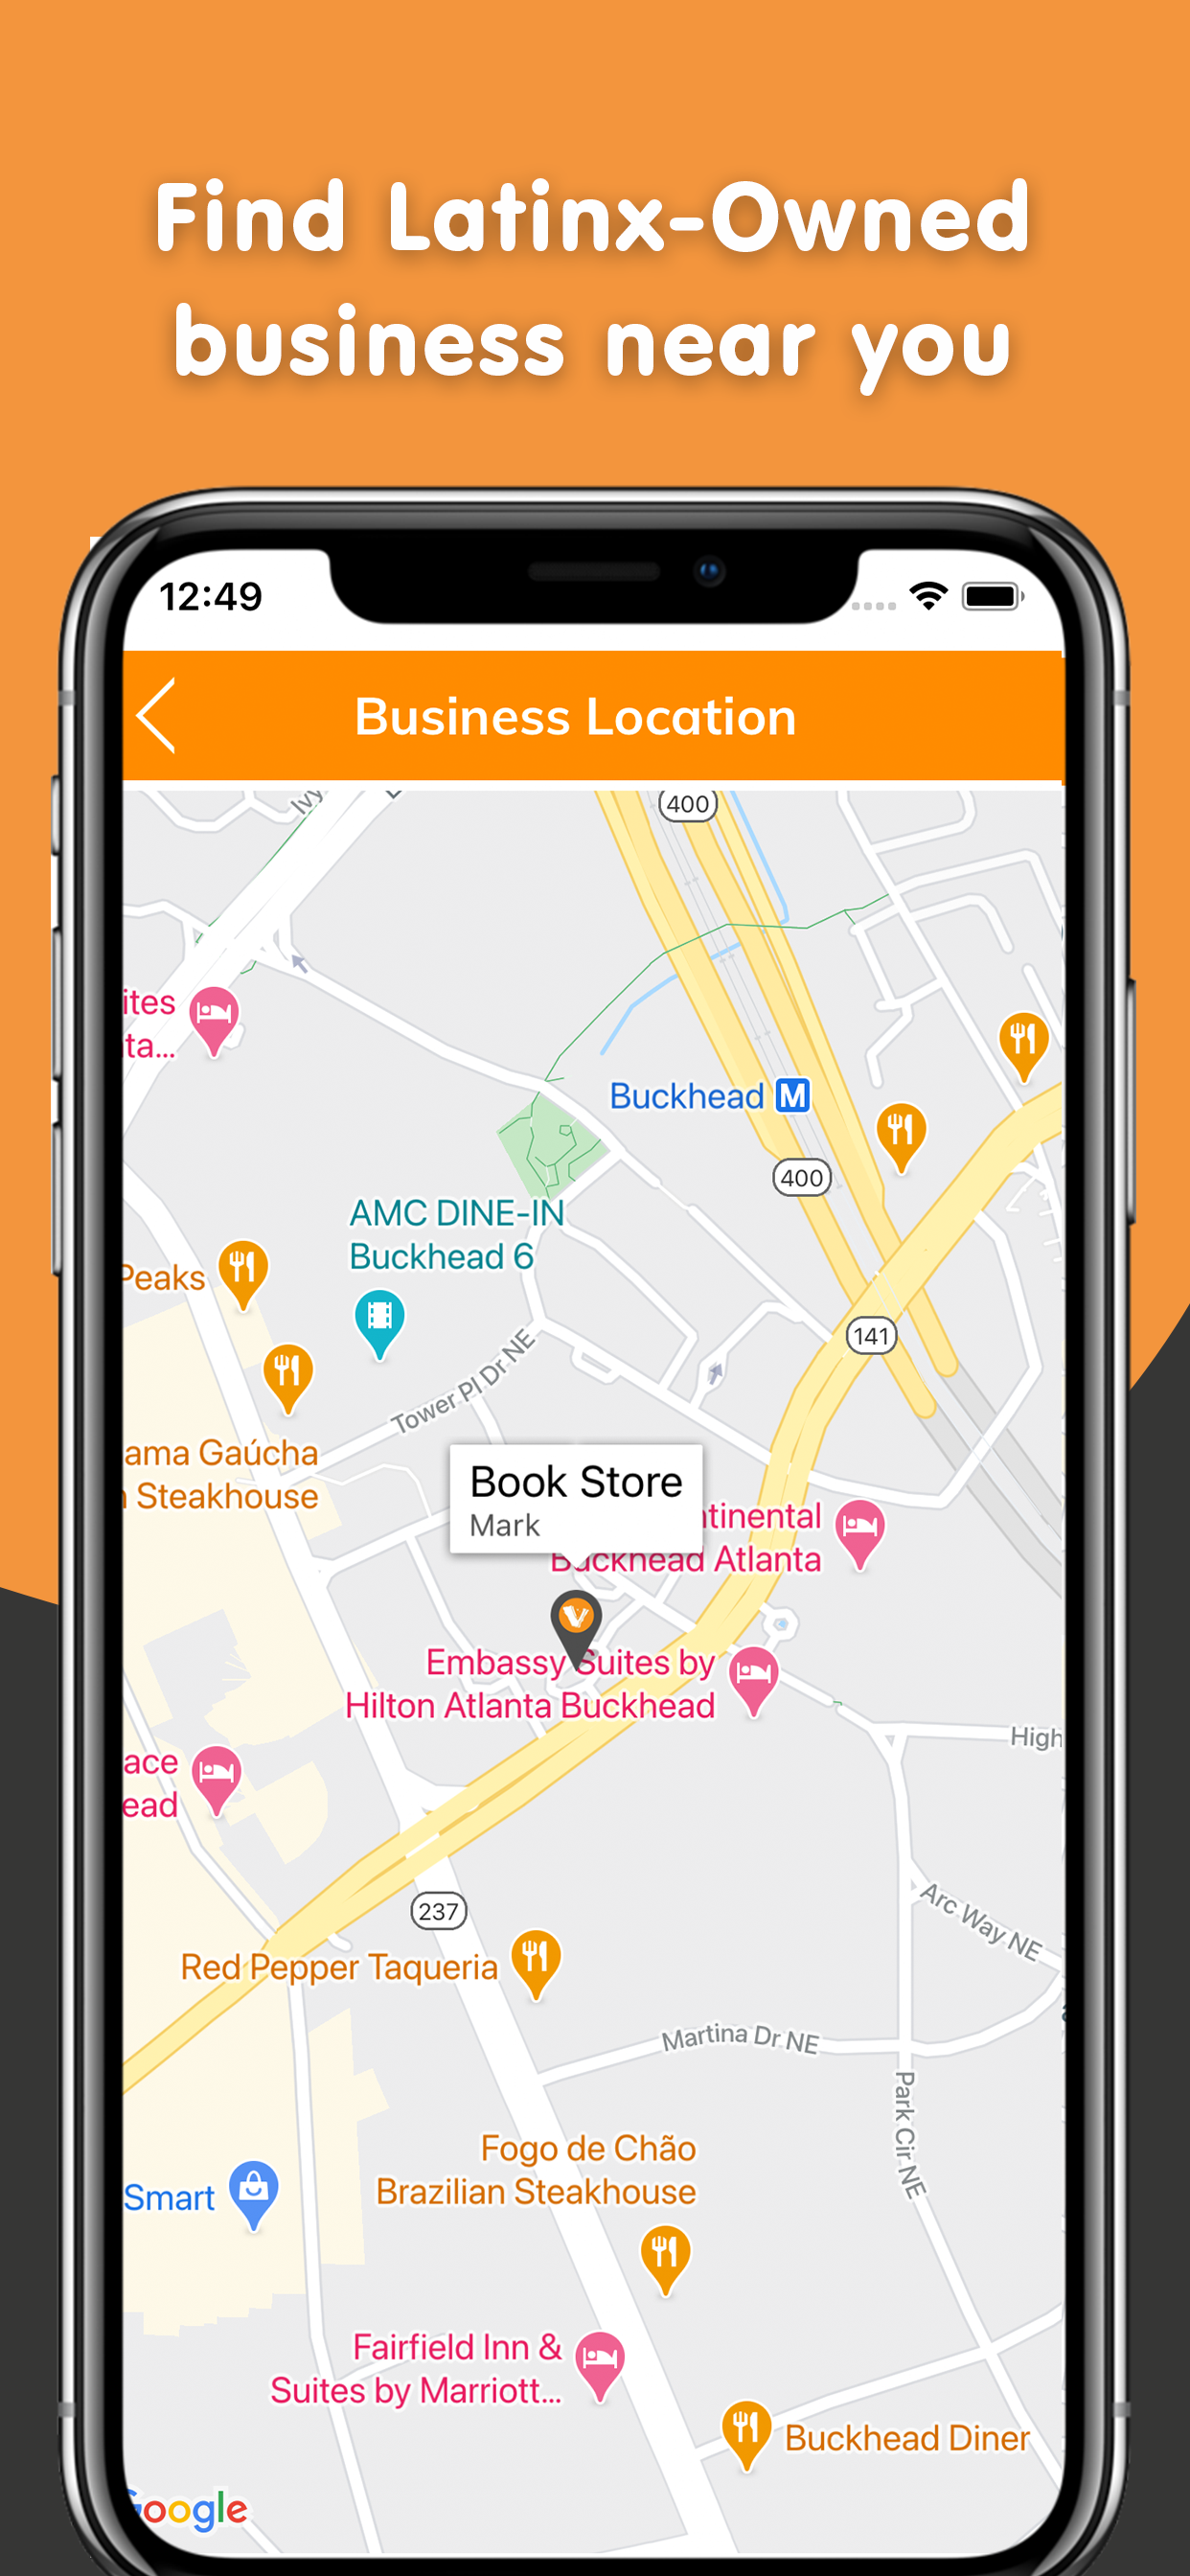 Find Latinx-Owned
business near you
12:49
Business Location
400
Ivy
ites
ta...
Buckhead M
400
AMC DINE-IN
Buckhead 6
Peaks
141
Tower Pl Dr NE
ama Gaúcha
Steakhouse
Book Store
Mark
ntinental
Buckhead Atlanta
Embassy Suites by
Hilton Atlanta Buckhead
High
ace
ead
Arc Way NE
237
Red Pepper Taqueria
Martina Dr NE
Park Cir NE
Fogo de Chão
Brazilian Steakhouse
Smart
Fairfield Inn &
Suites by Marriott...
Buckhead Diner
Google